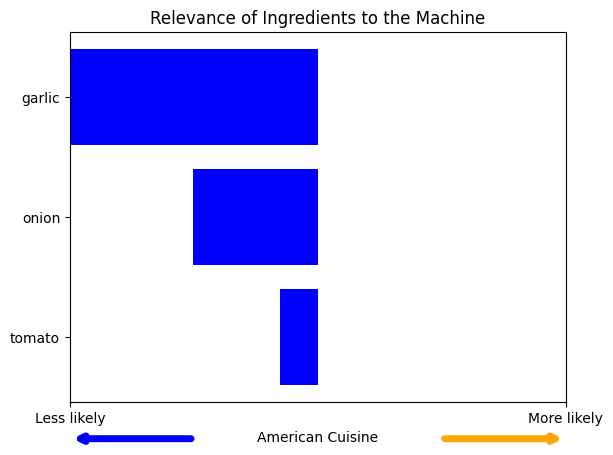 Relevance of Ingredients to the Machine
garlic
onion
tomato
Less likely
More likely
American Cuisine